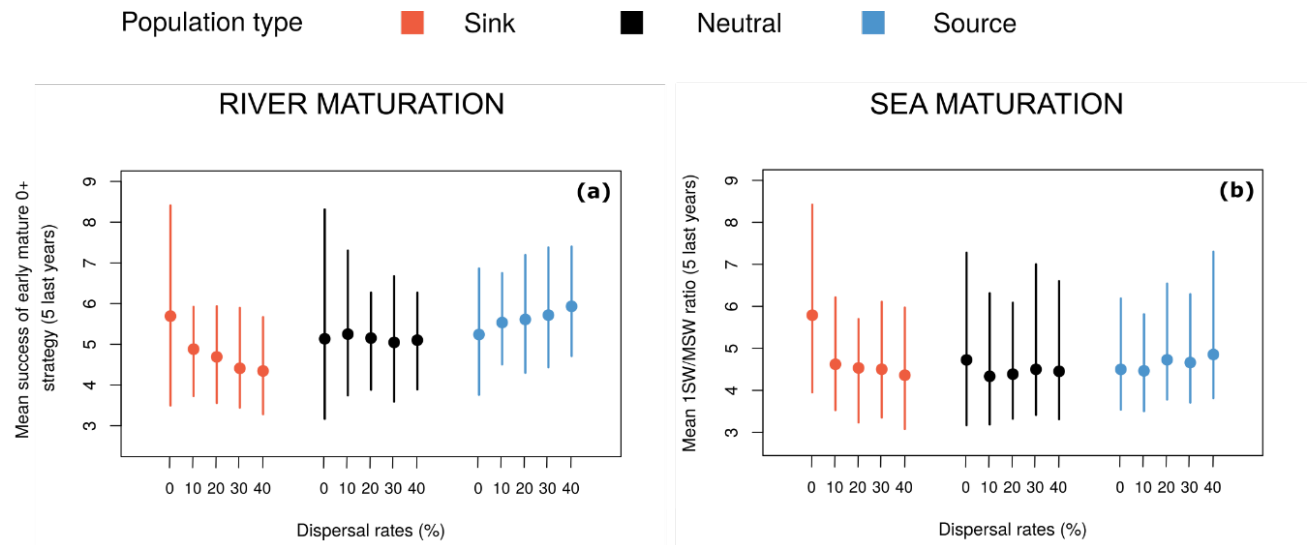 Population type Sink Neutral Source
RIVER MATURATION
Mean success of early mature 0+
strategy (5 last years)
9
8
7
6
5
4
3
(a)
0 10 20 30 40 0 10 20 30 40 0 10 20 30 40
Dispersal rates (%)
SEA MATURATION
Mean 1SW/MSW ratio (5 last years)
9
8
7
6
5
4
3
(b)
0 10 20 30 40 0 10 20 30 40 0 10 20 30 40
Dispersal rates (%)